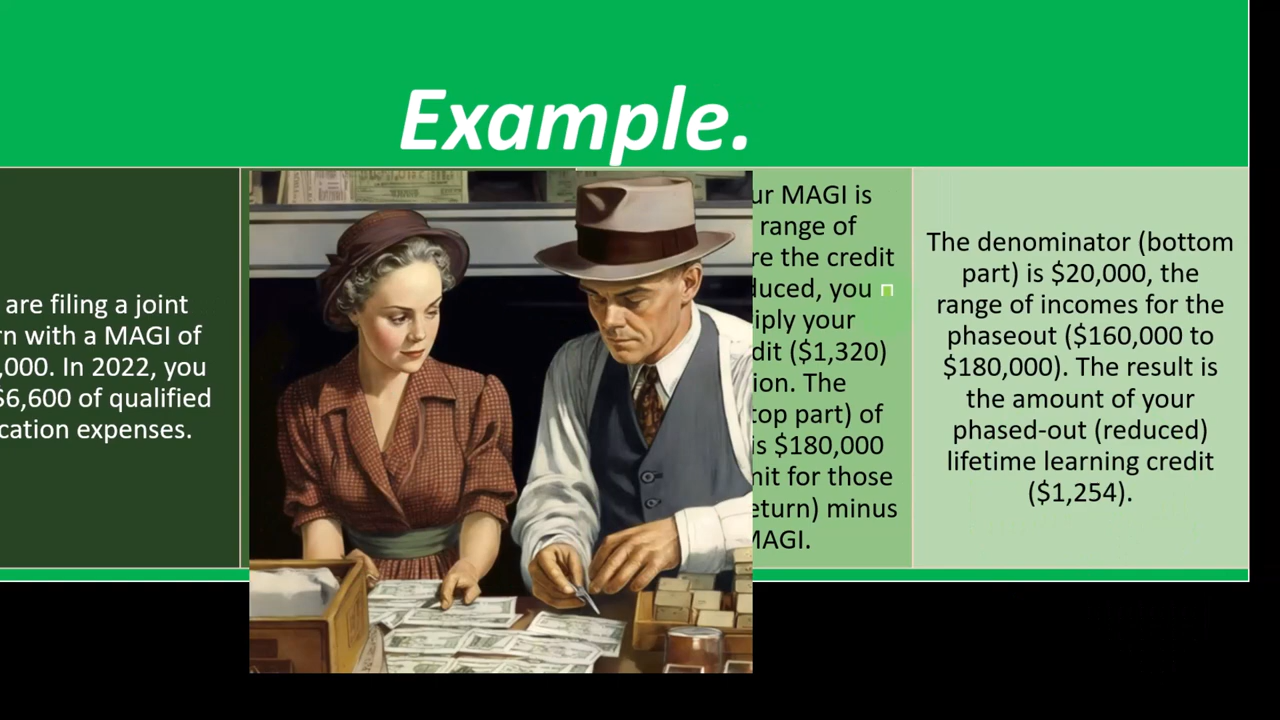 Example.
are filing a joint
rn with a MAGI of
,000. In 2022, you
$6,600 of qualified
cation expenses.
ur MAGI is
range of
re the credit
duced, you
iply your
dit ($1,320)
ion. The
top part) of
is $180,000
mit for those
eturn) minus
MAGI.
The denominator (bottom
part) is $20,000, the
range of incomes for the
phaseout ($160,000 to
$180,000). The result is
the amount of your
phased-out (reduced)
lifetime learning credit
($1,254).